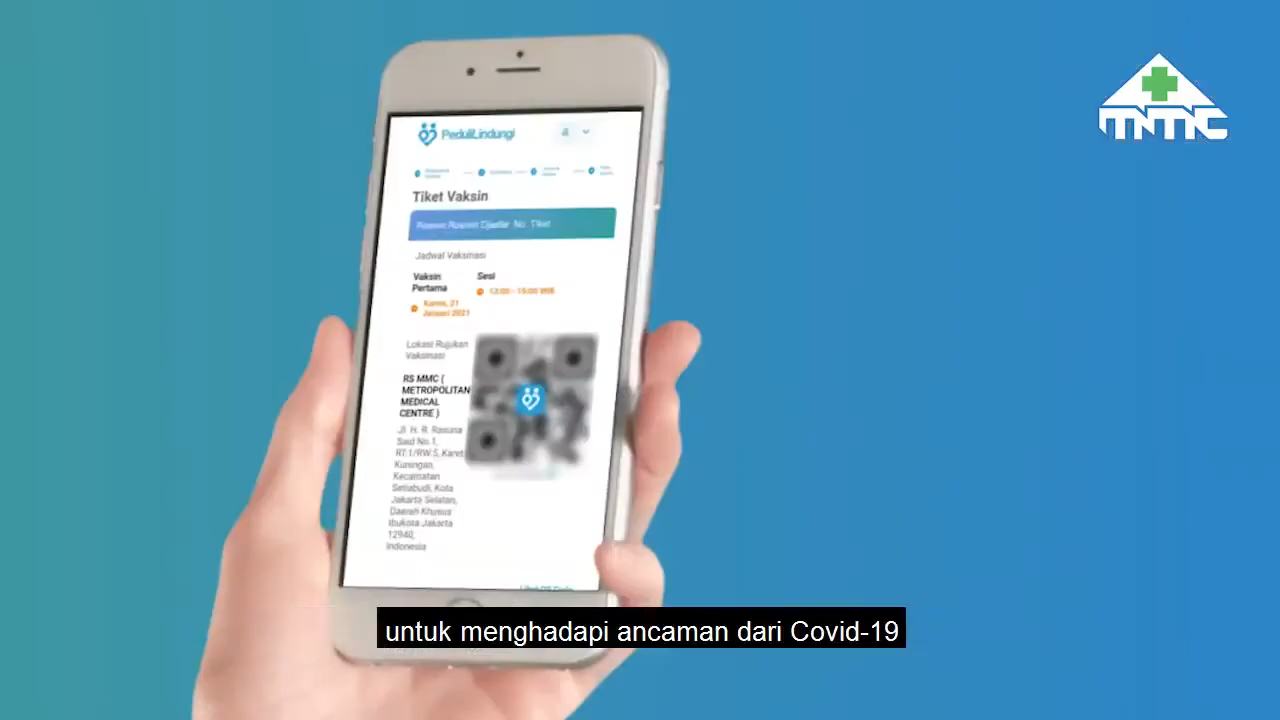 PeduliLindungi
MMC
Tiket Vaksin
No. Tiket
Jadwal Vaksinasi
Vaksin Pertama
Sesi
13:00 - 15:00 WIB
Kamis, 21
Januari 2021
Lokasi Rujukan
Vaksinasi
RS MMC (
METROPOLITAN
MEDICAL
CENTRE )
Jl. H. R. Rasuna
Said No.1,
RT.1/RW.5, Karet
Kuningan,
Kecamatan
Setiabudi, Kota
Jakarta Selatan,
Daerah Khusus
Ibukota Jakarta
12940,
Indonesia
untuk menghadapi ancaman dari Covid-19